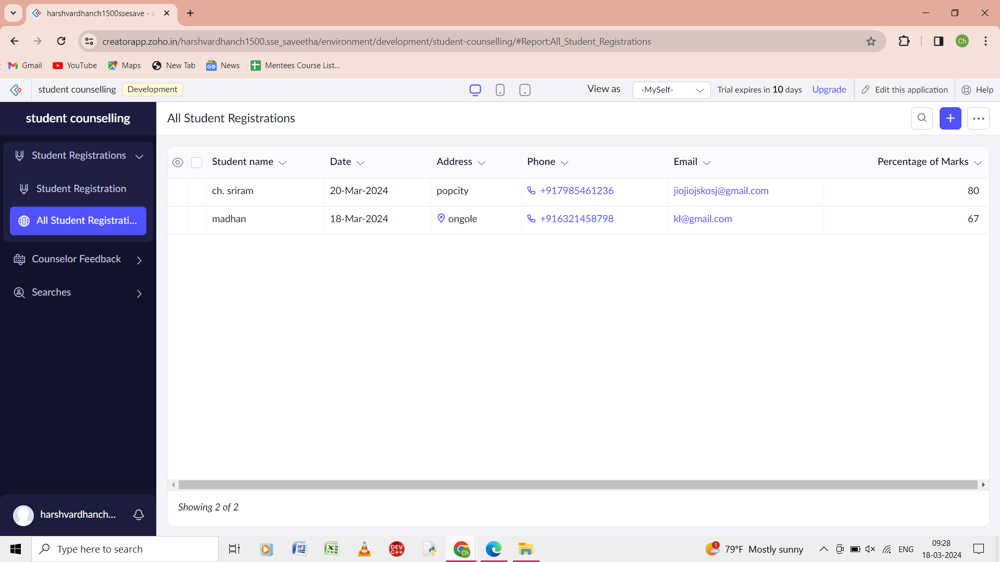 harshvardhanch1500ssesave - s
creatorapp.zoho.in/harshvardhanch1500.sse_saveetha/environment/development/student-counselling/#Report:All_Student_Registrations
Ch
Gmail YouTube Maps New Tab News Mentees Course List...
student counselling Development View as -MySelf- Trial expires in 10 days Upgrade Edit this application Help
student counselling
All Student Registrations
Student Registrations
Student Registration
All Student Registrati...
Counselor Feedback
Searches
Student name Date Address Phone Email Percentage of Marks
ch. sriram 20-Mar-2024 popcity +917985461236 jiojiojskosj@gmail.com 80
madhan 18-Mar-2024 ongole +916321458798 kl@gmail.com 67
Showing 2 of 2
harshvardhanch...
Type here to search
DEV C++
Ch
1
79°F Mostly sunny
ENG
09:28
18-03-2024